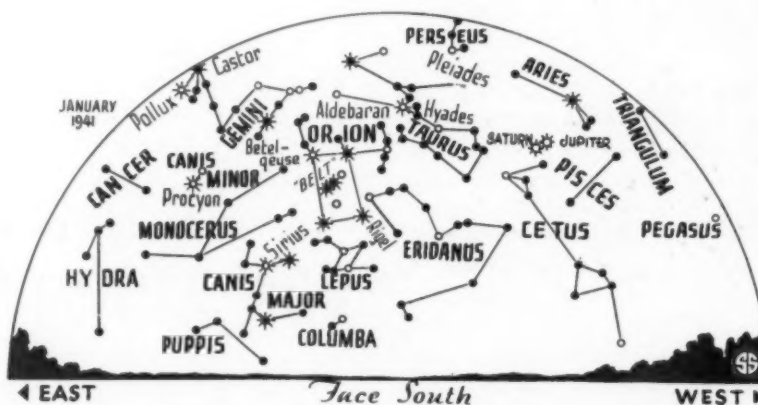 PERSEUS
Castor
Pleiades
ARIES
Pollux
GEMINI
JANUARY
1941
Aldebaran
Hyades
TRIANGULUM
ORION
TAURUS
SATURN
JUPITER
Betel-
geuse
CANCER
CANIS
MINOR
"BELT"
PISCES
Procyon
MONOCERUS
Rigel
CETUS
PEGASUS
Sirius
ERIDANUS
HYDRA
CANIS
LEPUS
MAJOR
COLUMBA
PUPPIS
SS
◄ EAST
Face South
WEST ►